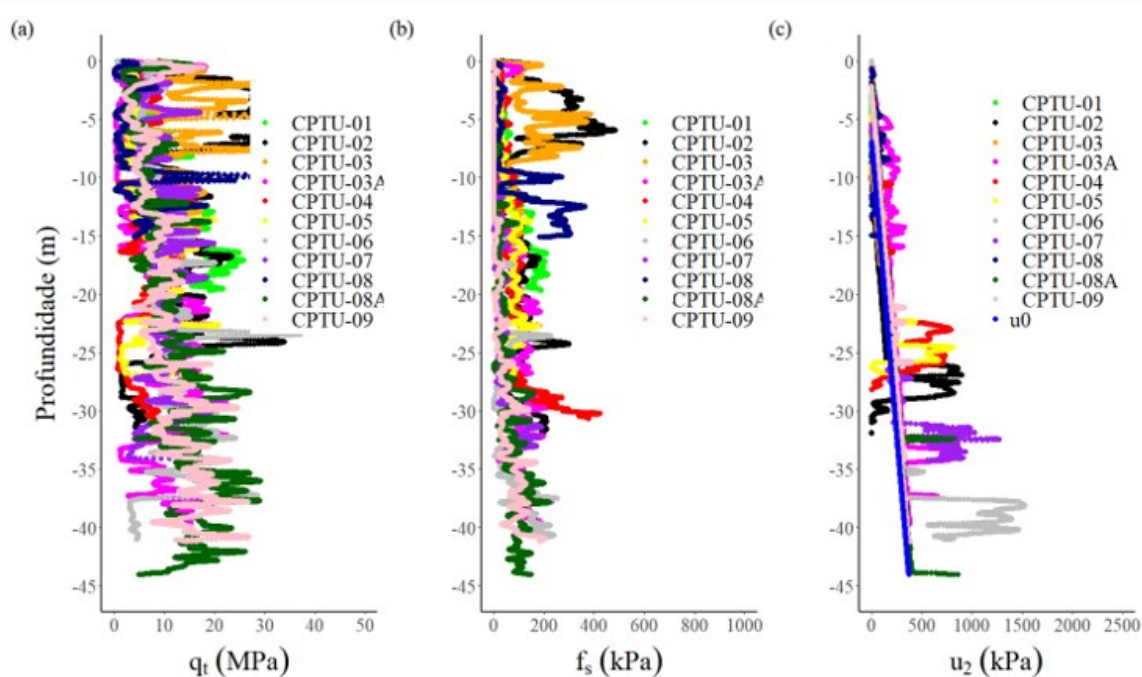 (a)
0
-5
-10
-15
-20
-25
-30
-35
-40
-45
Profundidade (m)
CPTU-01
CPTU-02
CPTU-03
CPTU-03A
CPTU-04
CPTU-05
CPTU-06
CPTU-07
CPTU-08
CPTU-08A
CPTU-09
0 10 20 30 40 50
qt (MPa)
(b)
0
-5
-10
-15
-20
-25
-30
-35
-40
-45
CPTU-01
CPTU-02
CPTU-03
CPTU-03A
CPTU-04
CPTU-05
CPTU-06
CPTU-07
CPTU-08
CPTU-08A
CPTU-09
0 200 400 600 800 1000
fs (kPa)
(c)
0
-5
-10
-15
-20
-25
-30
-35
-40
-45
CPTU-01
CPTU-02
CPTU-03
CPTU-03A
CPTU-04
CPTU-05
CPTU-06
CPTU-07
CPTU-08
CPTU-08A
CPTU-09
u0
0 500 1000 1500 2000 2500
u2 (kPa)